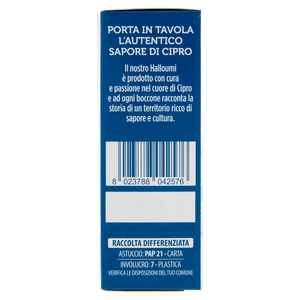 PORTA IN TAVOLA
L'AUTENTICO
SAPORE DI CIPRO
Il nostro Halloumi
è prodotto con cura
e passione nel cuore di Cipro
e ad ogni boccone racconta la
storia di un territorio ricco di
sapore e cultura.
8 023788 042576
RACCOLTA DIFFERENZIATA
ASTUCCIO: PAP 21 - CARTA
INVOLUCRO: 7 - PLASTICA
VERIFICA LE DISPOSIZIONI DEL TUO COMUNE